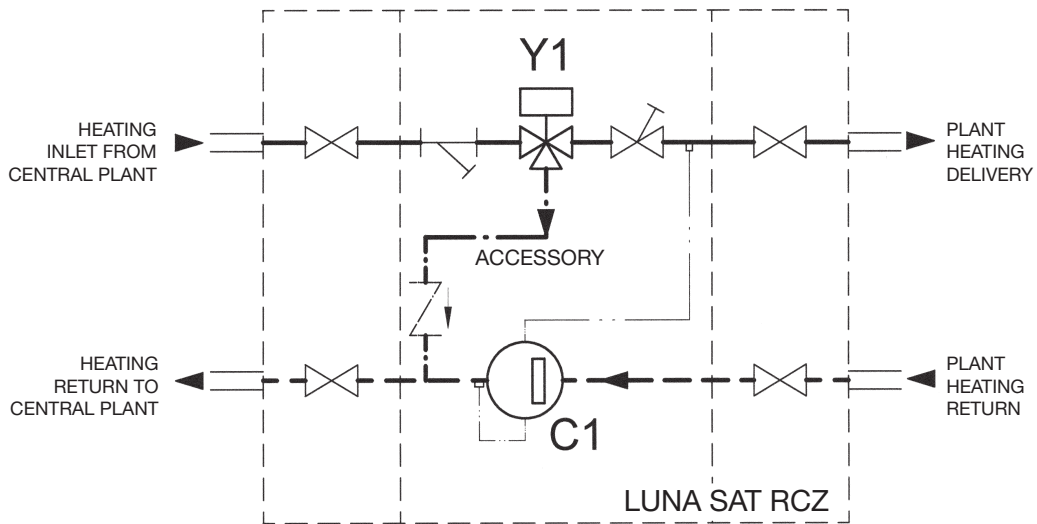 Y1
HEATING
INLET FROM
CENTRAL PLANT
PLANT
HEATING
DELIVERY
ACCESSORY
HEATING
RETURN TO
CENTRAL PLANT
PLANT
HEATING
RETURN
C1
LUNA SAT RCZ